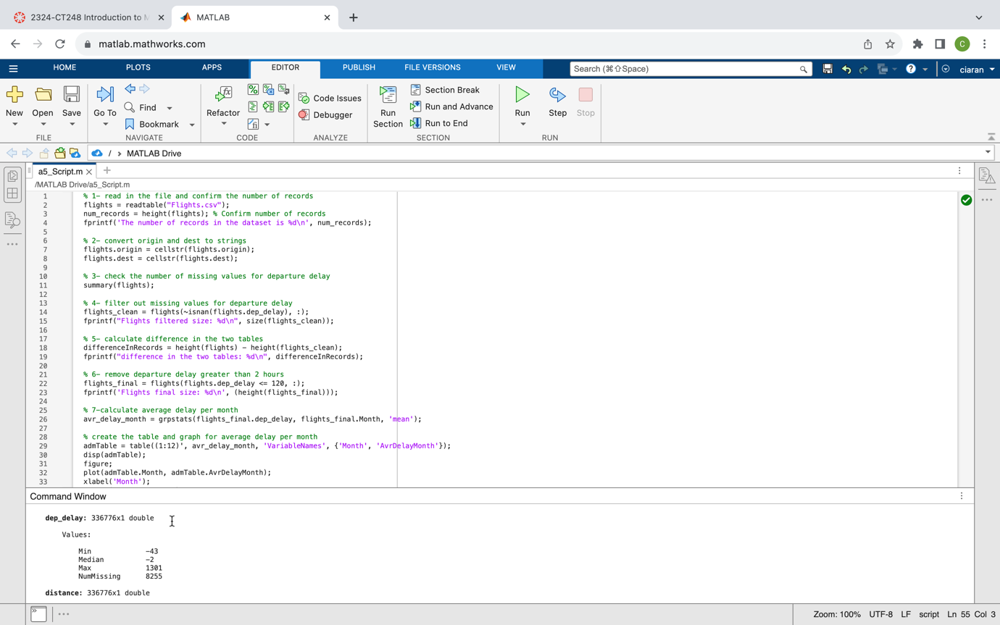 2324-CT248 Introduction to M
MATLAB
matlab.mathworks.com
C
HOME PLOTS APPS EDITOR PUBLISH FILE VERSIONS VIEW
Search (⌘⇧Space)
ciaran
New Open Save
FILE
Go To
Find
Bookmark
NAVIGATE
Refactor
CODE
Code Issues
Debugger
ANALYZE
Run Section
Section Break
Run and Advance
Run to End
SECTION
Run Step Stop
RUN
/ › MATLAB Drive
a5_Script.m
/MATLAB Drive/a5_Script.m
1 % 1- read in the file and confirm the number of records
2 flights = readtable("Flights.csv");
3 num_records = height(flights); % Confirm number of records
4 fprintf('The number of records in the dataset is %d\n', num_records);
5
6 % 2- convert origin and dest to strings
7 flights.origin = cellstr(flights.origin);
8 flights.dest = cellstr(flights.dest);
9
10 % 3- check the number of missing values for departure delay
11 summary(flights);
12
13 % 4- filter out missing values for departure delay
14 flights_clean = flights(~isnan(flights.dep_delay), :);
15 fprintf("Flights filtered size: %d\n", size(flights_clean));
16
17 % 5- calculate difference in the two tables
18 differenceInRecords = height(flights) - height(flights_clean);
19 fprintf("difference in the two tables: %d\n", differenceInRecords);
20
21 % 6- remove departure delay greater than 2 hours
22 flights_final = flights(flights.dep_delay <= 120, :);
23 fprintf('Flights final size: %d\n', (height(flights_final)));
24
25 % 7-calculate average delay per month
26 avr_delay_month = grpstats(flights_final.dep_delay, flights_final.Month, 'mean');
27
28 % create the table and graph for average delay per month
29 admTable = table((1:12)', avr_delay_month, 'VariableNames', {'Month', 'AvrDelayMonth'});
30 disp(admTable);
31 figure;
32 plot(admTable.Month, admTable.AvrDelayMonth);
33 xlabel('Month');
Command Window
dep_delay: 336776x1 double
Values:
Min -43
Median -2
Max 1301
NumMissing 8255
distance: 336776x1 double
Zoom: 100% UTF-8 LF script Ln 55 Col 3